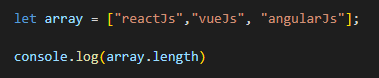 let array = ["reactJs","vueJs", "angularJs"];
console.log(array.length)